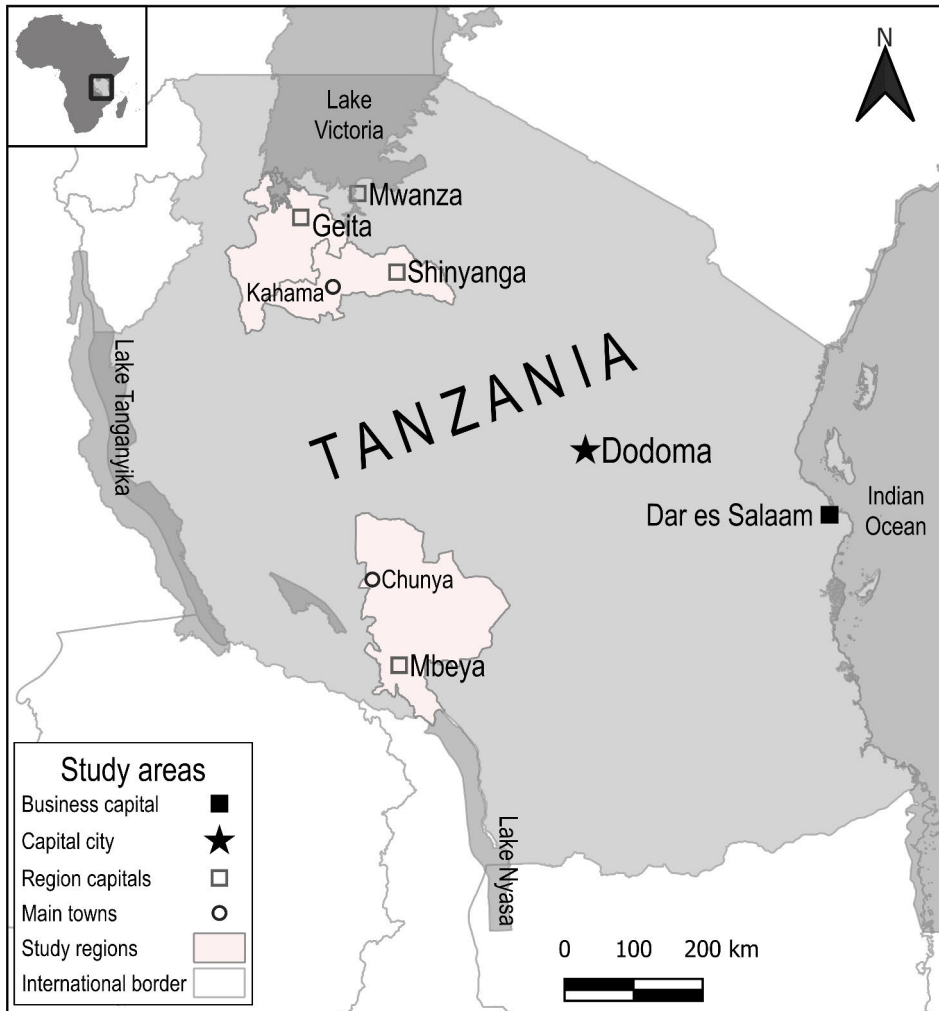 N
Lake
Victoria
Mwanza
Geita
Shinyanga
Kahama
Lake Tanganyika
TANZANIA
Dodoma
Dar es Salaam
Indian
Ocean
Chunya
Mbeya
Lake Nyasa
Study areas
Business capital
Capital city
Region capitals
Main towns
Study regions
International border
0 100 200 km